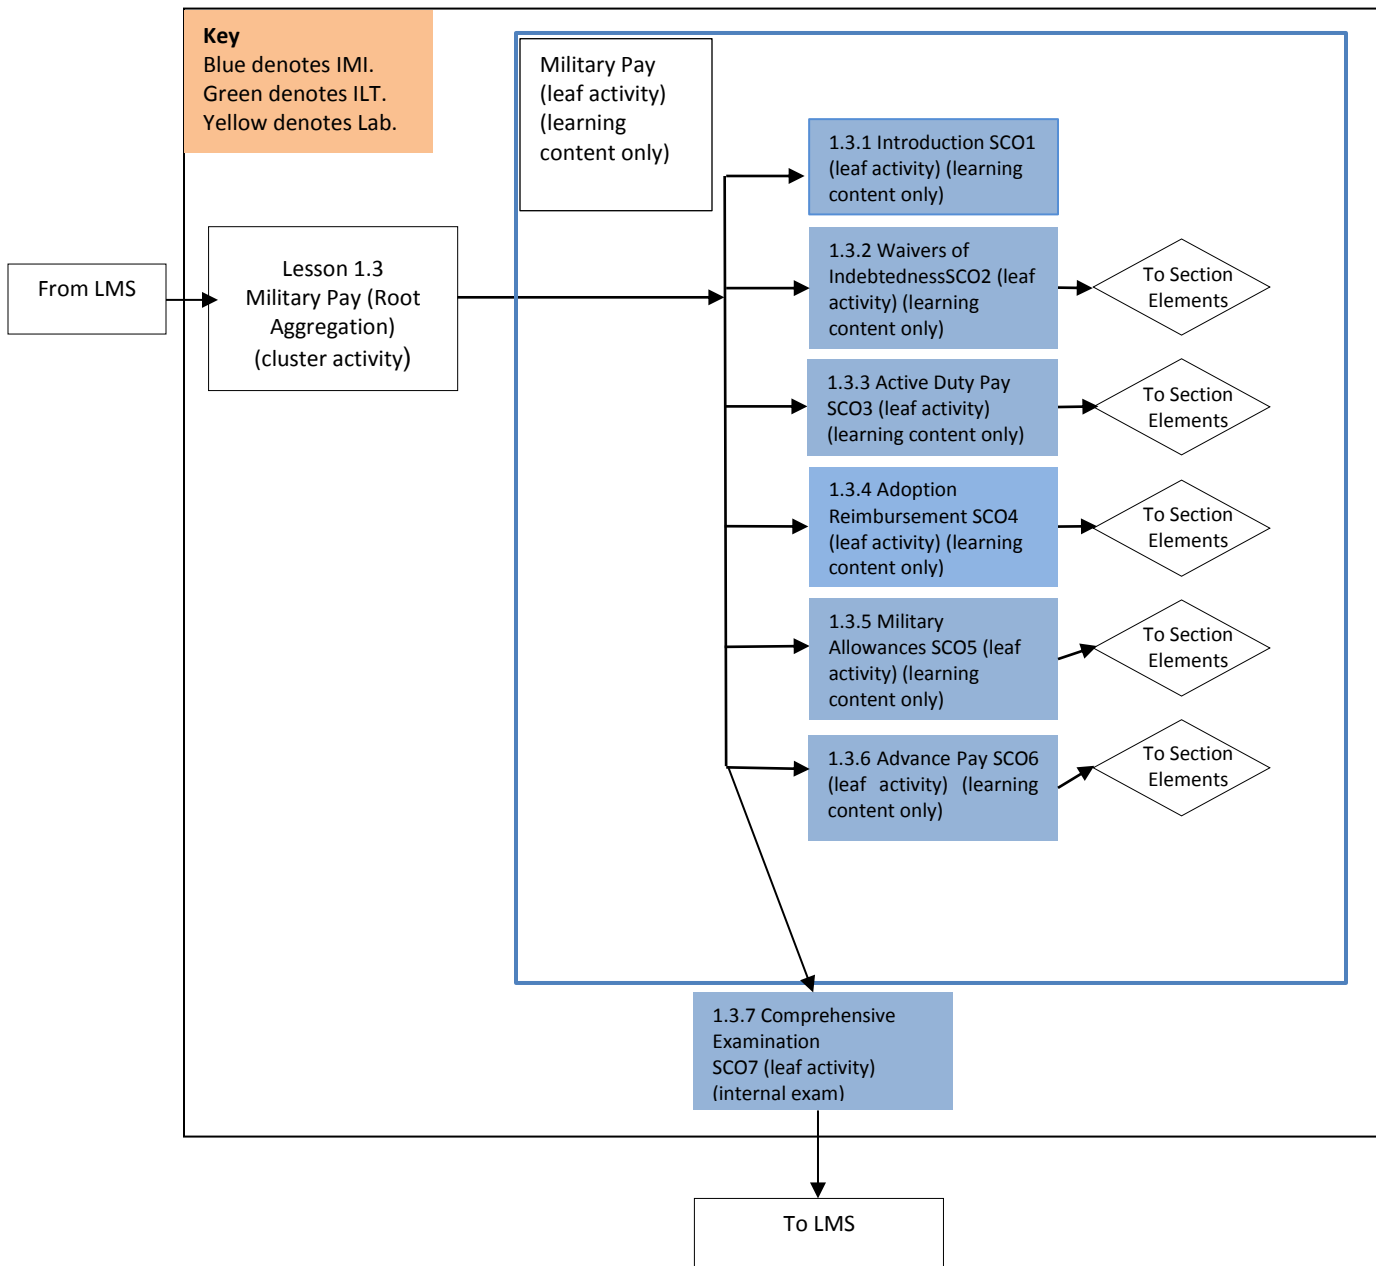 Key
Blue denotes IMI.
Green denotes ILT.
Yellow denotes Lab.
Military Pay
(leaf activity)
(learning
content only)
1.3.1 Introduction SCO1
(leaf activity) (learning
content only)
From LMS
Lesson 1.3
Military Pay (Root
Aggregation)
(cluster activity)
1.3.2 Waivers of
IndebtednessSCO2 (leaf
activity) (learning
content only)
To Section
Elements
1.3.3 Active Duty Pay
SCO3 (leaf activity)
(learning content only)
To Section
Elements
1.3.4 Adoption
Reimbursement SCO4
(leaf activity) (learning
content only)
To Section
Elements
1.3.5 Military
Allowances SCO5 (leaf
activity) (learning
content only)
To Section
Elements
1.3.6 Advance Pay SCO6
(leaf activity) (learning
content only)
To Section
Elements
1.3.7 Comprehensive
Examination
SCO7 (leaf activity)
(internal exam)
To LMS